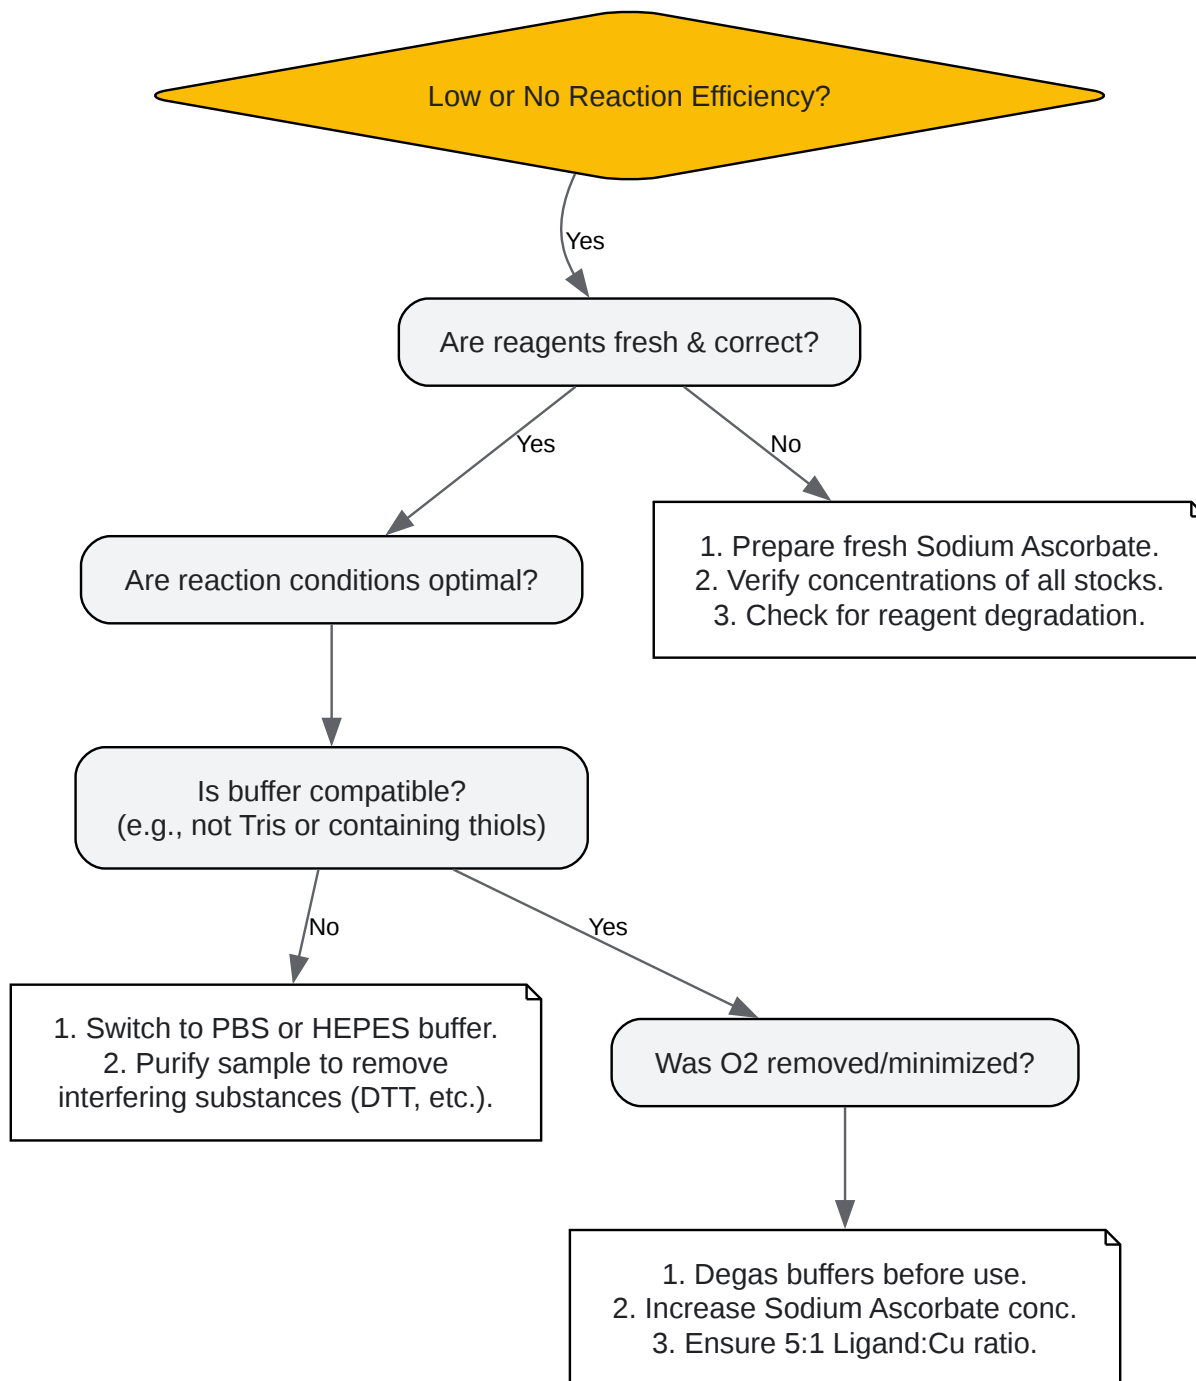 Low or No Reaction Efficiency?
Yes
Are reagents fresh & correct?
Yes
No
1. Prepare fresh Sodium Ascorbate.
2. Verify concentrations of all stocks.
3. Check for reagent degradation.
Are reaction conditions optimal?
Is buffer compatible?
(e.g., not Tris or containing thiols)
No
Yes
1. Switch to PBS or HEPES buffer.
2. Purify sample to remove
interfering substances (DTT, etc.).
Was O2 removed/minimized?
1. Degas buffers before use.
2. Increase Sodium Ascorbate conc.
3. Ensure 5:1 Ligand:Cu ratio.